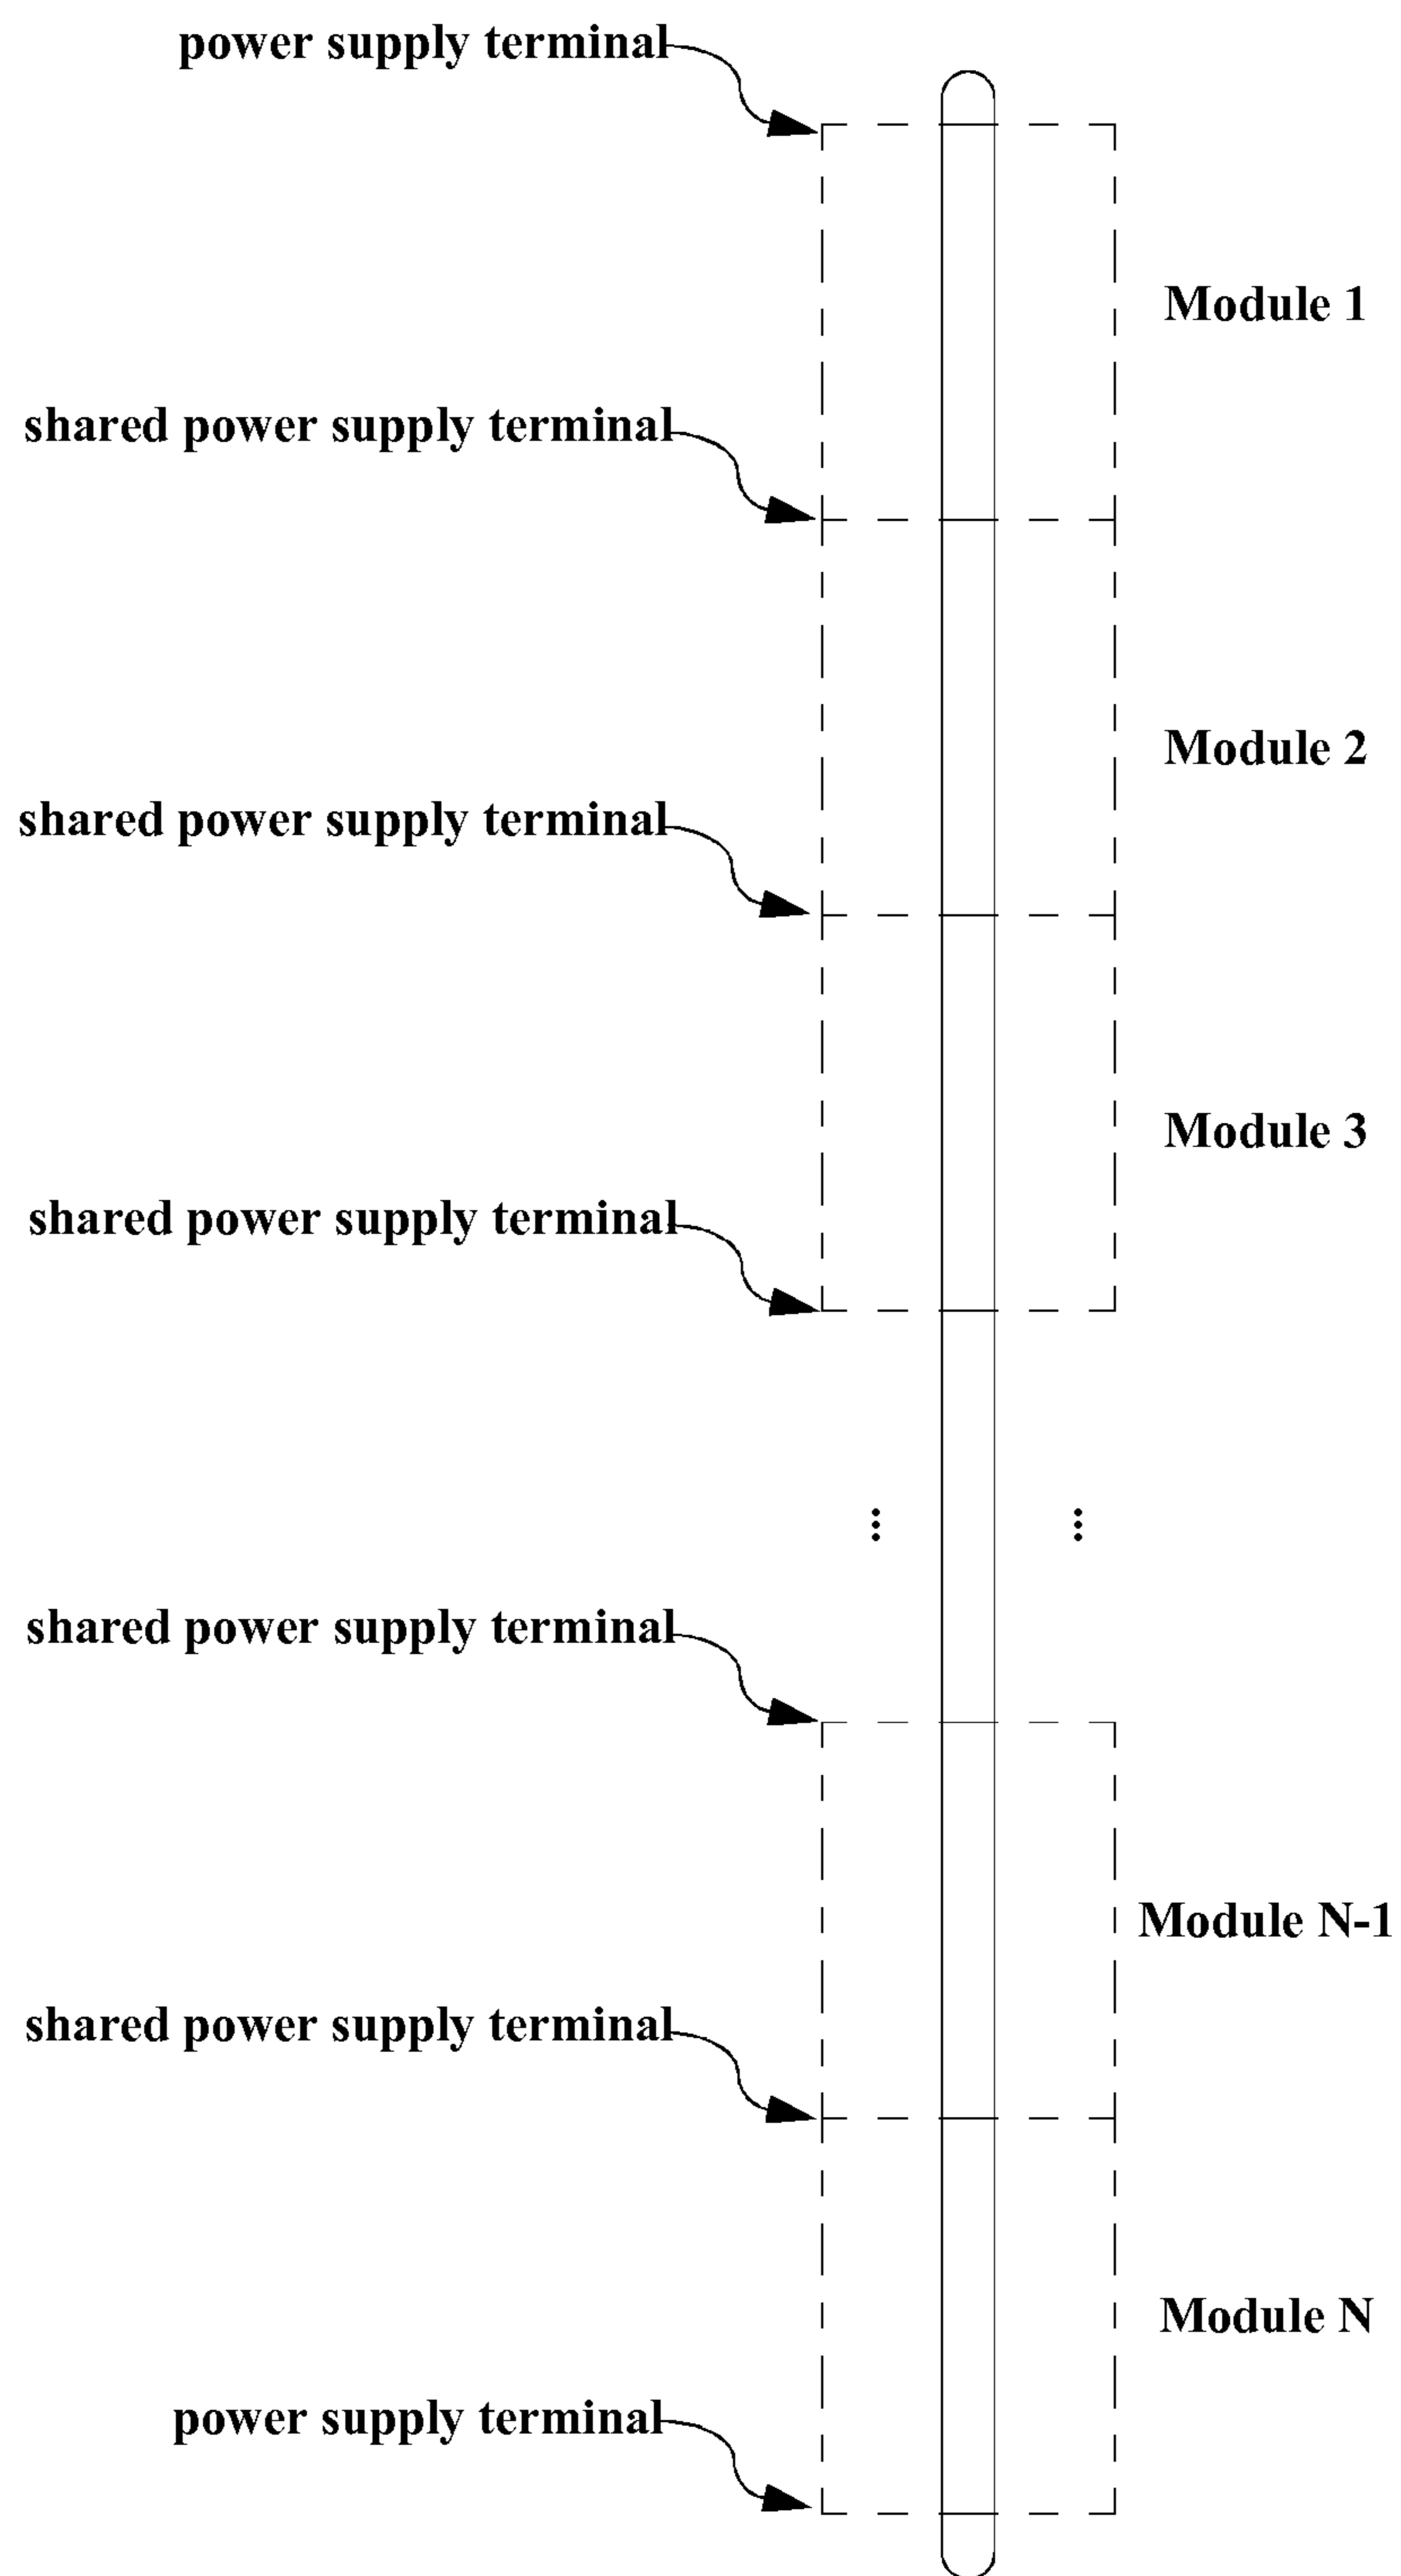 power supply terminal
Module 1
shared power supply terminal
Module 2
shared power supply terminal
Module 3
shared power supply terminal
shared power supply terminal
Module N-1
shared power supply terminal
Module N
power supply terminal